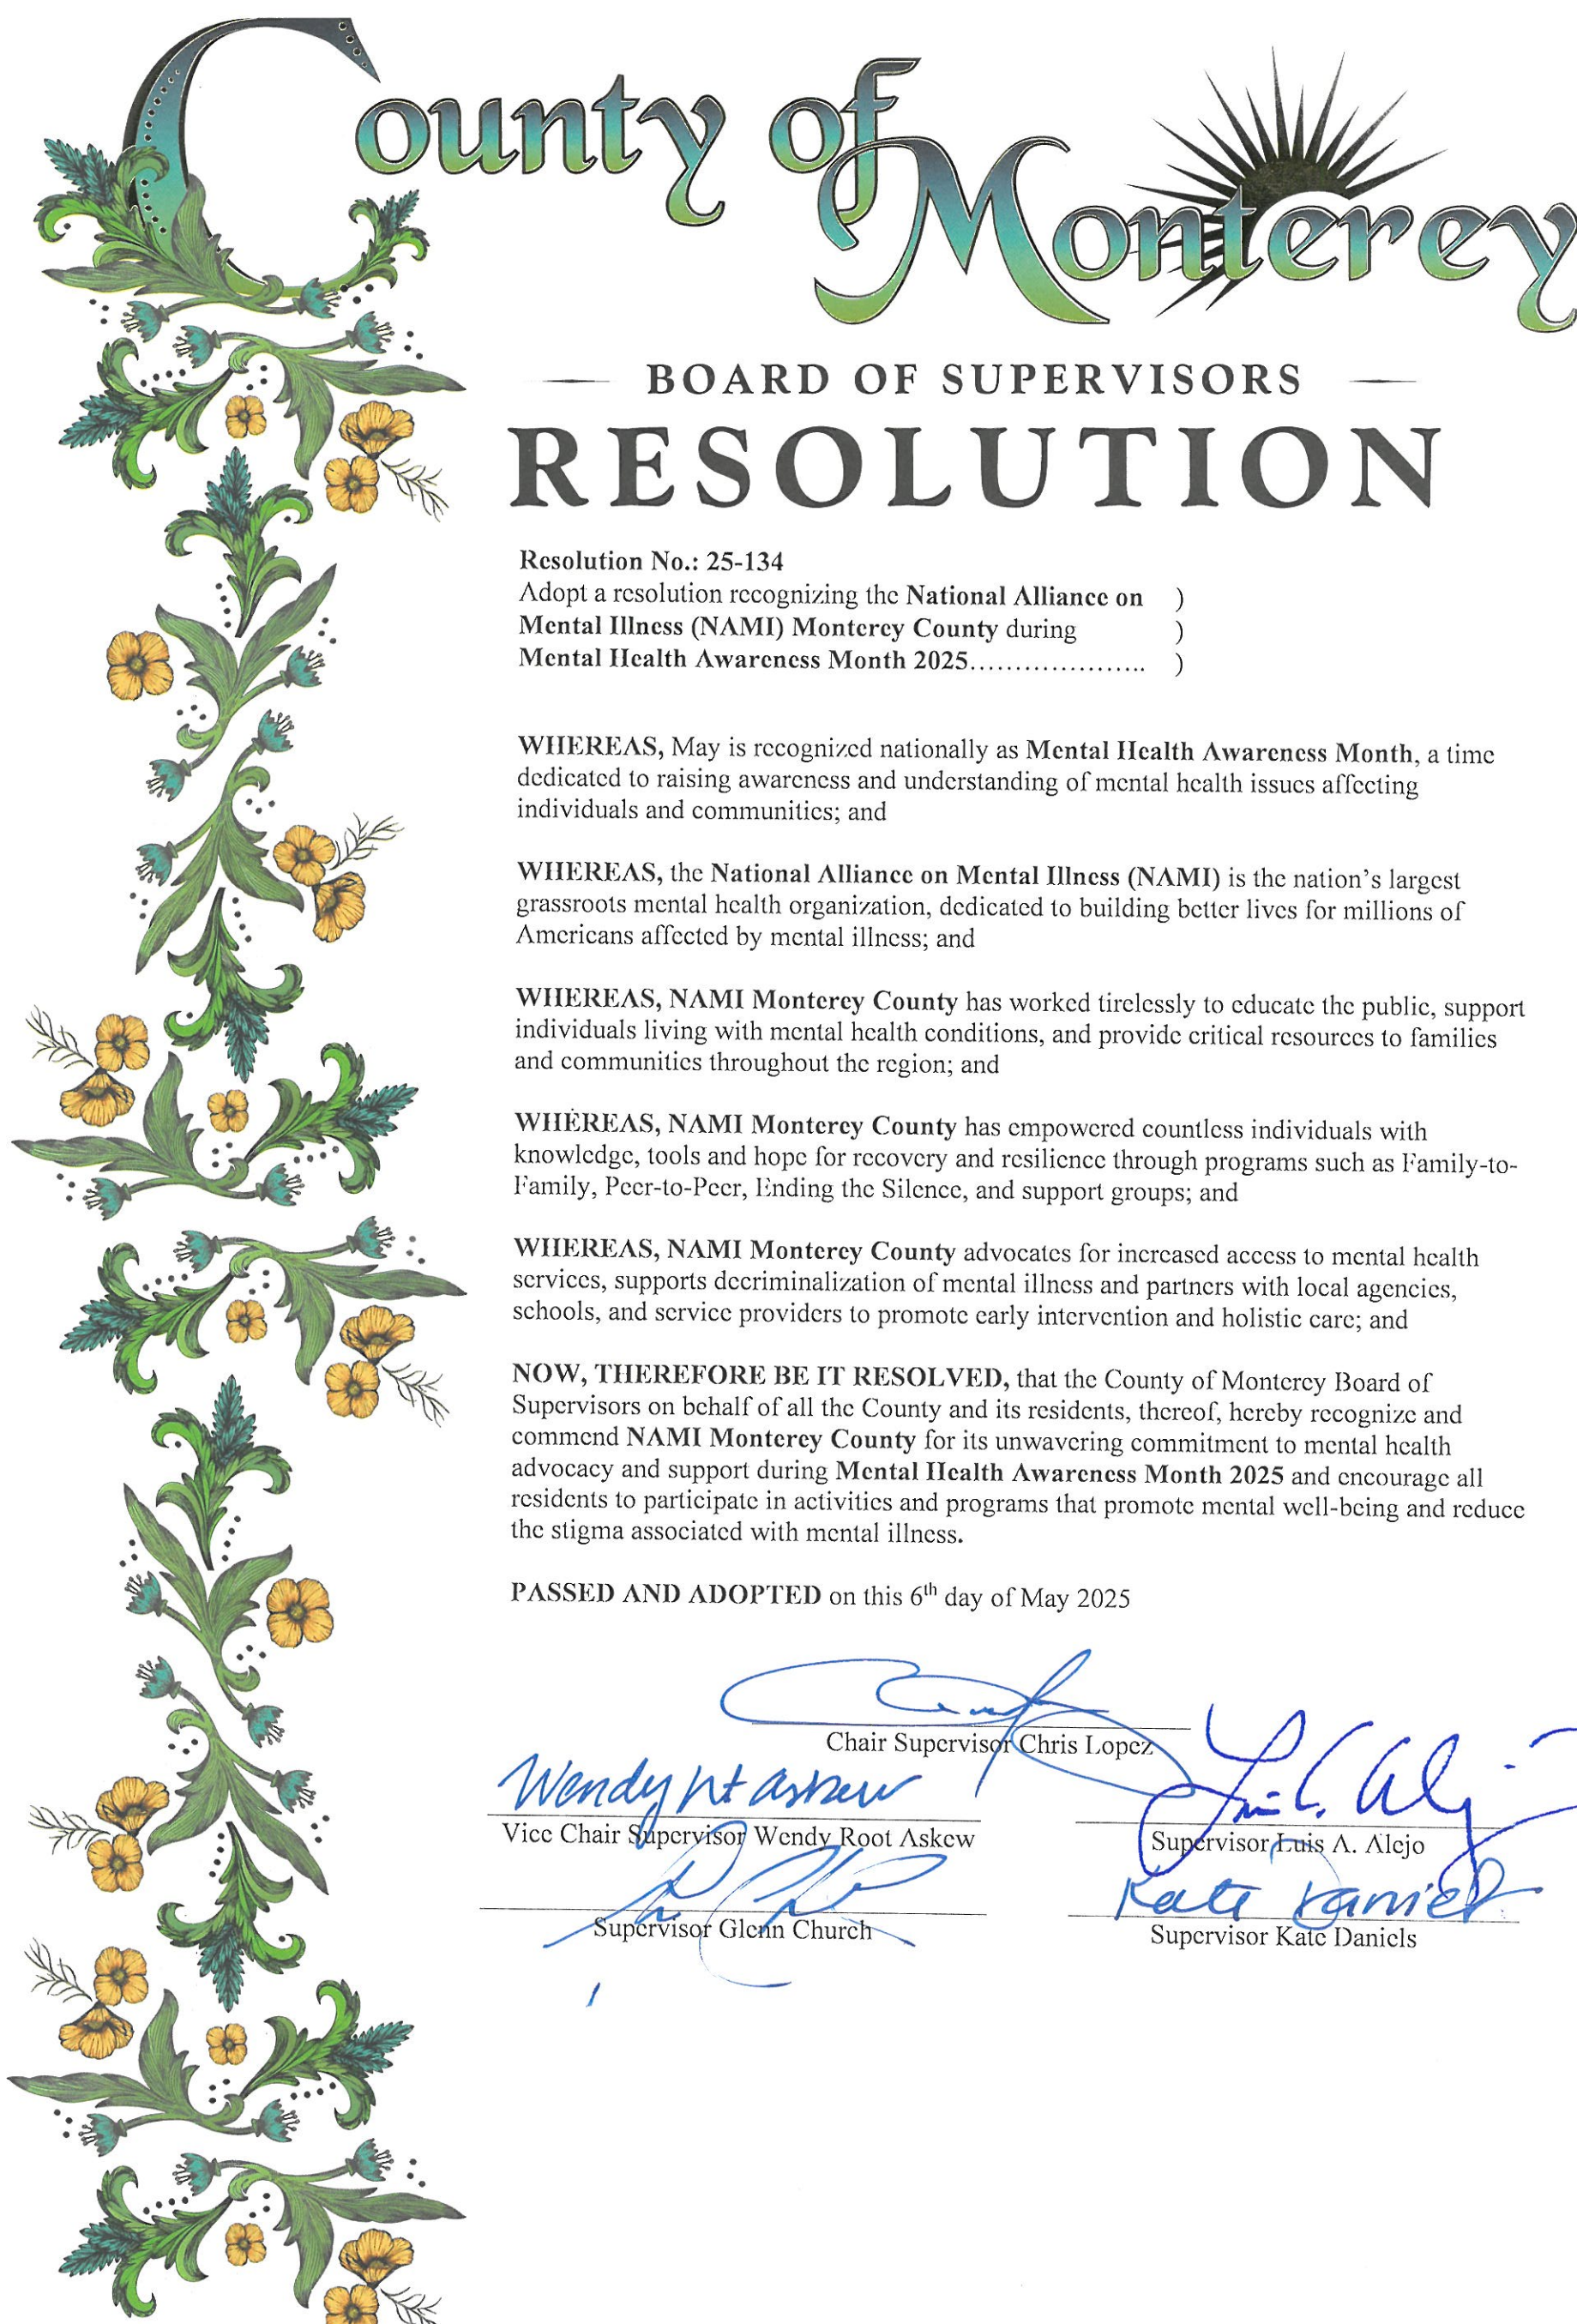 County of Monterey
BOARD OF SUPERVISORS
RESOLUTION
Resolution No.: 25-134
Adopt a resolution recognizing the National Alliance on )
Mental Illness (NAMI) Monterey County during )
Mental Health Awareness Month 2025.................... )
WHEREAS, May is recognized nationally as Mental Health Awareness Month, a time
dedicated to raising awareness and understanding of mental health issues affecting
individuals and communities; and
WHEREAS, the National Alliance on Mental Illness (NAMI) is the nation's largest
grassroots mental health organization, dedicated to building better lives for millions of
Americans affected by mental illness; and
WHEREAS, NAMI Monterey County has worked tirelessly to educate the public, support
individuals living with mental health conditions, and provide critical resources to families
and communities throughout the region; and
WHEREAS, NAMI Monterey County has empowered countless individuals with
knowledge, tools and hope for recovery and resilience through programs such as Family-to-
Family, Peer-to-Peer, Ending the Silence, and support groups; and
WHEREAS, NAMI Monterey County advocates for increased access to mental health
services, supports decriminalization of mental illness and partners with local agencies,
schools, and service providers to promote early intervention and holistic care; and
NOW, THEREFORE BE IT RESOLVED, that the County of Monterey Board of
Supervisors on behalf of all the County and its residents, thereof, hereby recognize and
commend NAMI Monterey County for its unwavering commitment to mental health
advocacy and support during Mental Health Awareness Month 2025 and encourage all
residents to participate in activities and programs that promote mental well-being and reduce
the stigma associated with mental illness.
PASSED AND ADOPTED on this 6th day of May 2025
Chair Supervisor Chris Lopez
Wendy Rt Askew
Vice Chair Supervisor Wendy Root Askew
Supervisor Luis A. Alejo
Kate Daniels
Supervisor Glenn Church
Supervisor Kate Daniels